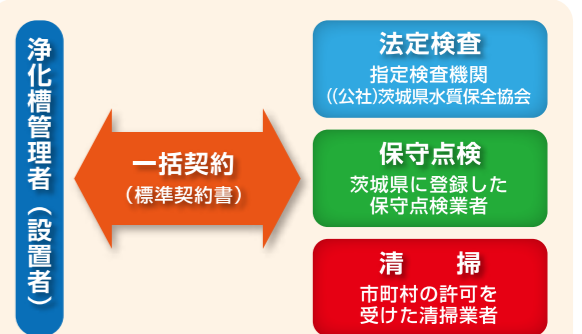 浄化槽管理者（設置者）
一括契約
（標準契約書）
法定検査
指定検査機関
((公社)茨城県水質保全協会
保守点検
茨城県に登録した
保守点検業者
清　掃
市町村の許可を
受けた清掃業者